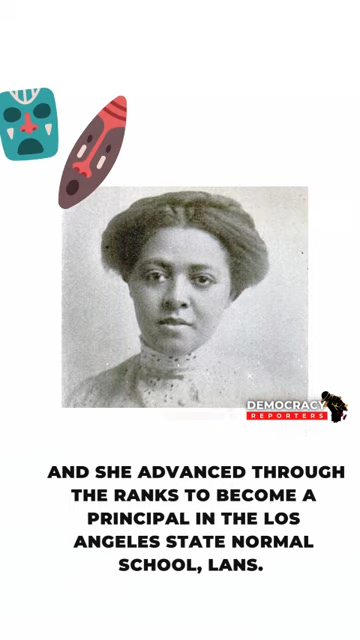 DEMOCRACY
REPORTERS
AND SHE ADVANCED THROUGH
THE RANKS TO BECOME A
PRINCIPAL IN THE LOS
ANGELES STATE NORMAL
SCHOOL, LANS.